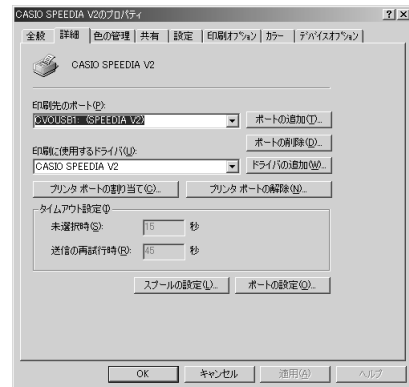 CASIO SPEEDIA V2のプロパティ
全般 詳細 色の管理 共有 設定 印刷オプション カラー デバイスオプション
CASIO SPEEDIA V2
印刷先のポート(P):
CVOUSB1: (SPEEDIA V2)
ポートの追加(T)...
ポートの削除(D)...
印刷に使用するドライバ(U):
CASIO SPEEDIA V2
ドライバの追加(W)...
プリンタ ポートの割り当て(C)...
プリンタ ポートの解除(N)...
タイムアウト設定
未選択時(S): 15 秒
送信の再試行時(R): 45 秒
スプールの設定(L)...
ポートの設定(O)...
OK キャンセル 適用(A) ヘルプ